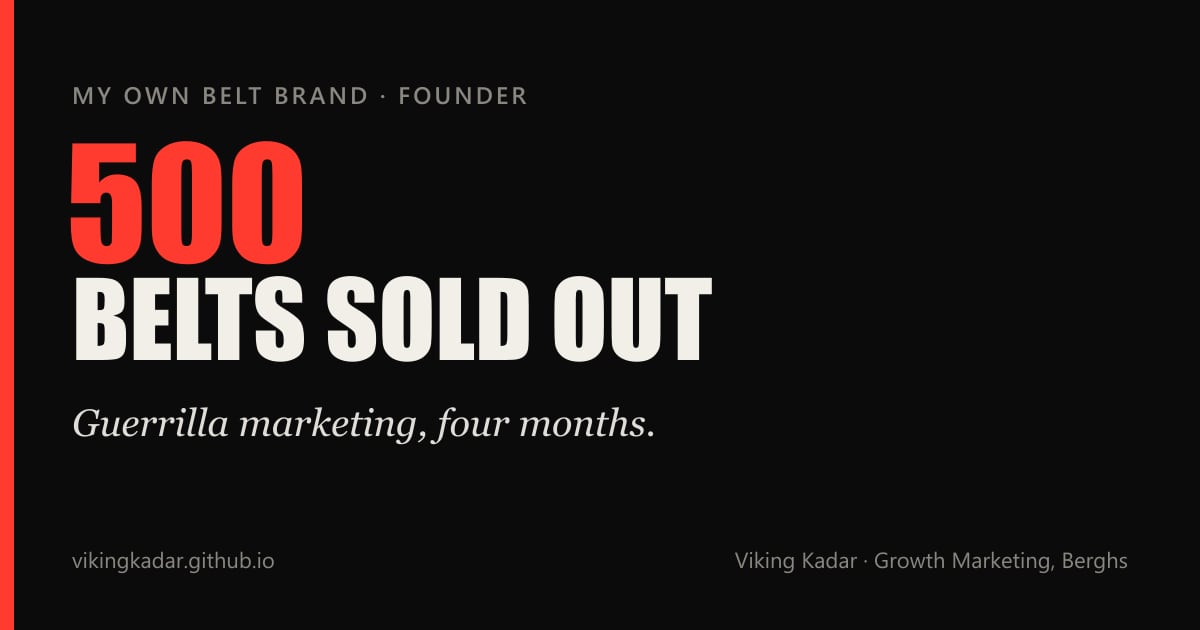 MY OWN BELT BRAND · FOUNDER
500
BELTS SOLD OUT
Guerrilla marketing, four months.
vikingkadar.github.io
Viking Kadar · Growth Marketing, Berghs